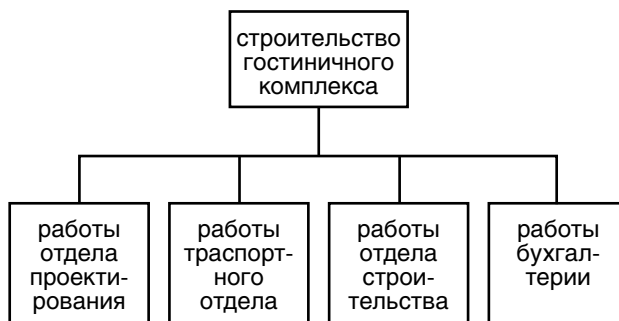 строительство
гостиничного
комплекса
работы
отдела
проекти-
рования
работы
траспорт-
ного
отдела
работы
отдела
строи-
тельства
работы
бухгал-
терии